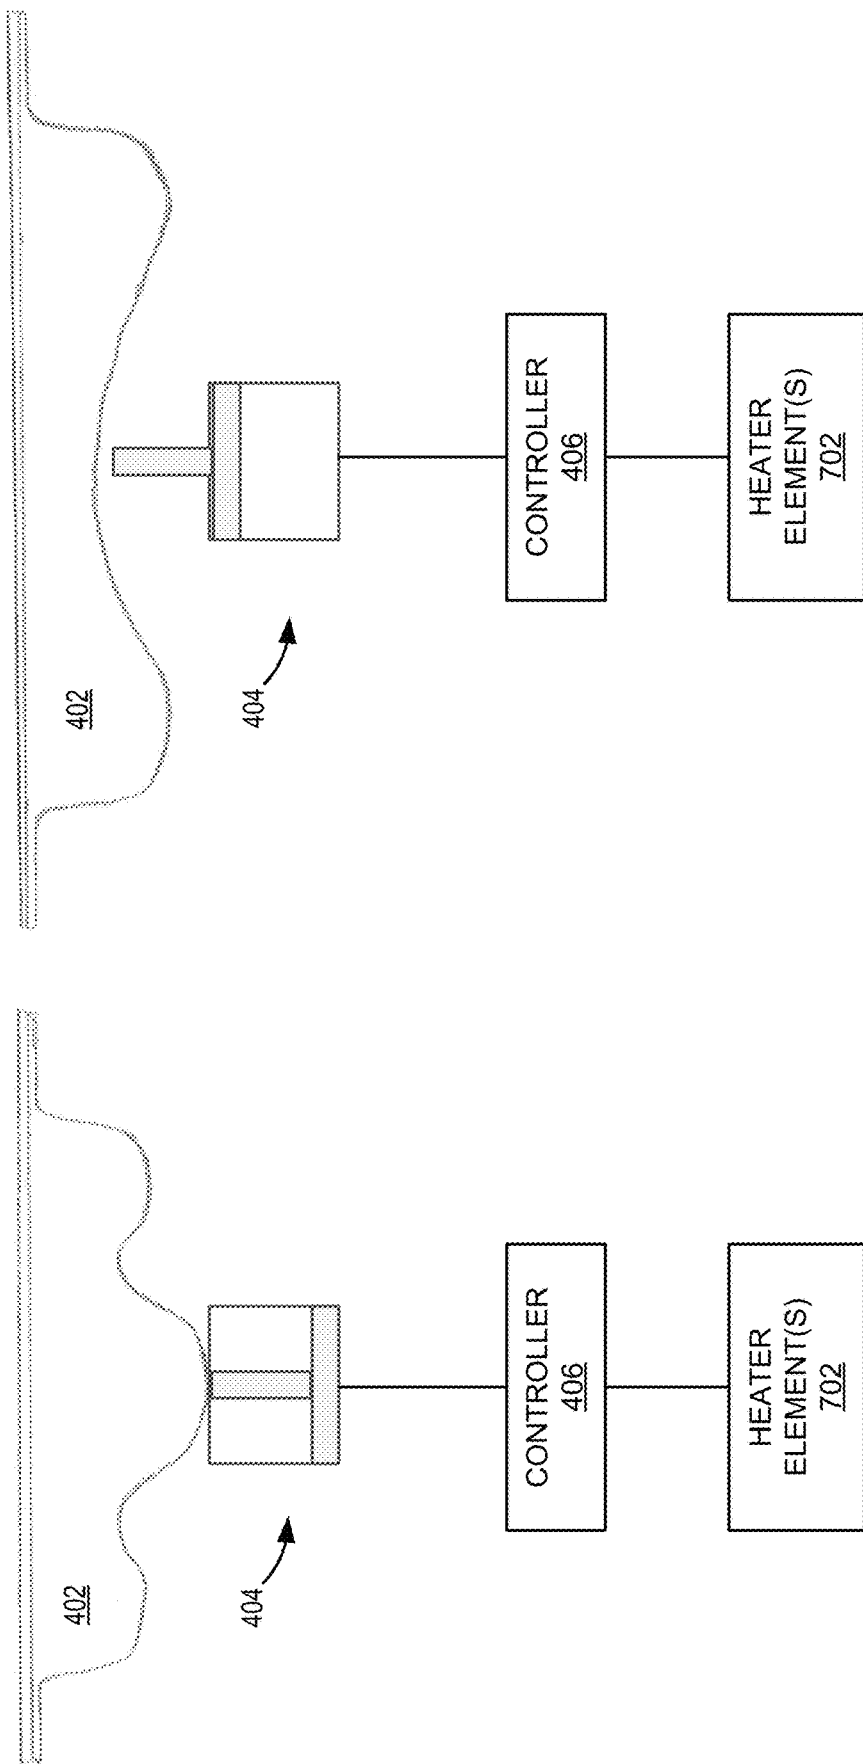 402
404
CONTROLLER
406
HEATER
ELEMENT(S)
702
402
404
CONTROLLER
406
HEATER
ELEMENT(S)
702